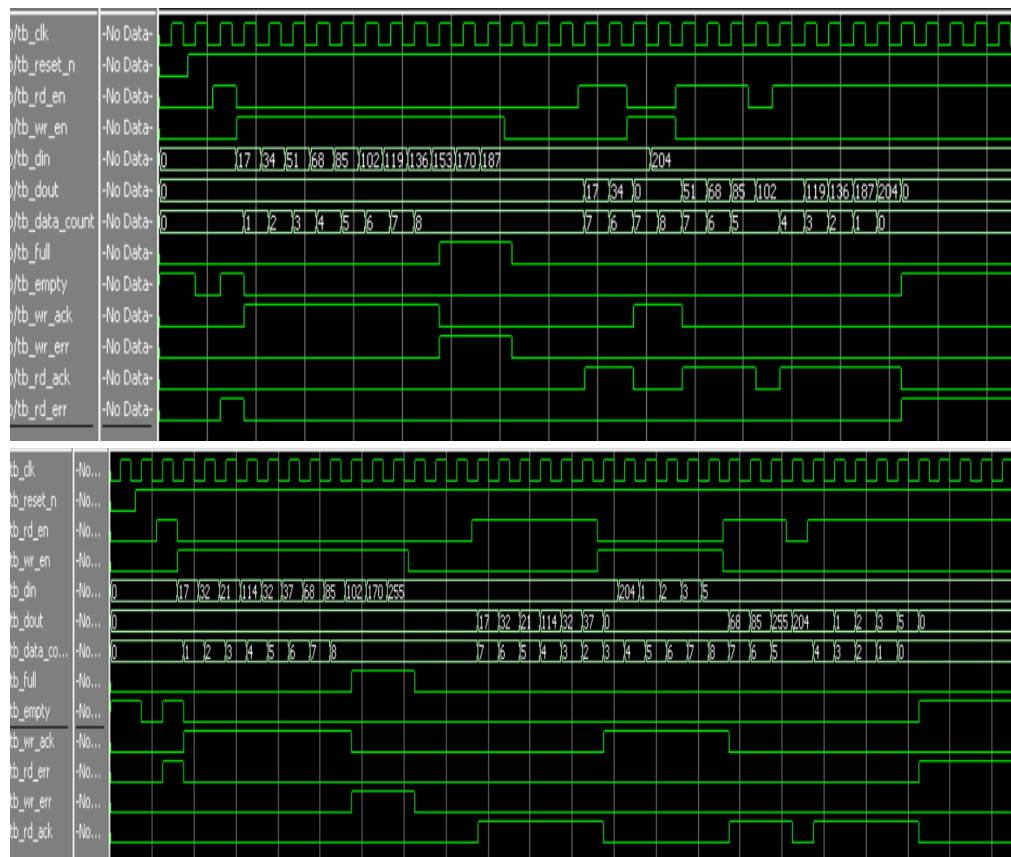 o/tb_clk -No Data-
o/tb_reset_n -No Data-
o/tb_rd_en -No Data-
o/tb_wr_en -No Data-
o/tb_din -No Data- 0 17 34 51 68 85 102 119 136 153 170 187 204
o/tb_dout -No Data- 0 17 34 0 51 68 85 102 119 136 187 204 0
o/tb_data_count -No Data- 0 1 2 3 4 5 6 7 8 7 6 7 8 7 6 5 4 3 2 1 0
o/tb_full -No Data-
o/tb_empty -No Data-
o/tb_wr_ack -No Data-
o/tb_wr_err -No Data-
o/tb_rd_ack -No Data-
o/tb_rd_err -No Data-
tb_clk -No...
tb_reset_n -No...
tb_rd_en -No...
tb_wr_en -No...
tb_din -No... 0 17 32 21 114 32 37 68 85 102 170 255 204 1 2 3 5
tb_dout -No... 0 17 32 21 114 32 37 0 68 85 255 204 1 2 3 5 0
tb_data_co... -No... 0 1 2 3 4 5 6 7 8 7 6 5 4 3 2 3 4 5 6 7 8 7 6 5 4 3 2 1 0
tb_full -No...
tb_empty -No...
tb_wr_ack -No...
tb_rd_err -No...
tb_wr_err -No...
tb_rd_ack -No...